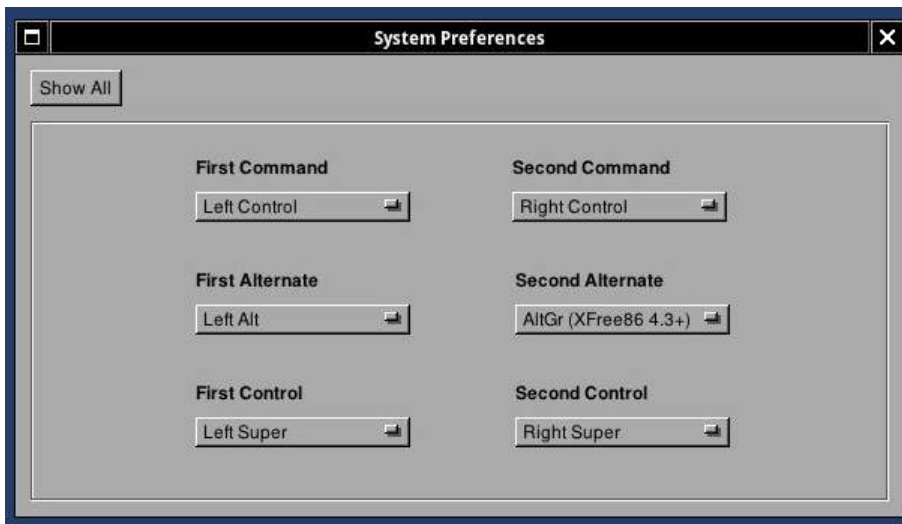 System Preferences
Show All
First Command
Second Command
Left Control
Right Control
First Alternate
Second Alternate
Left Alt
AltGr (XFree86 4.3+)
First Control
Second Control
Left Super
Right Super